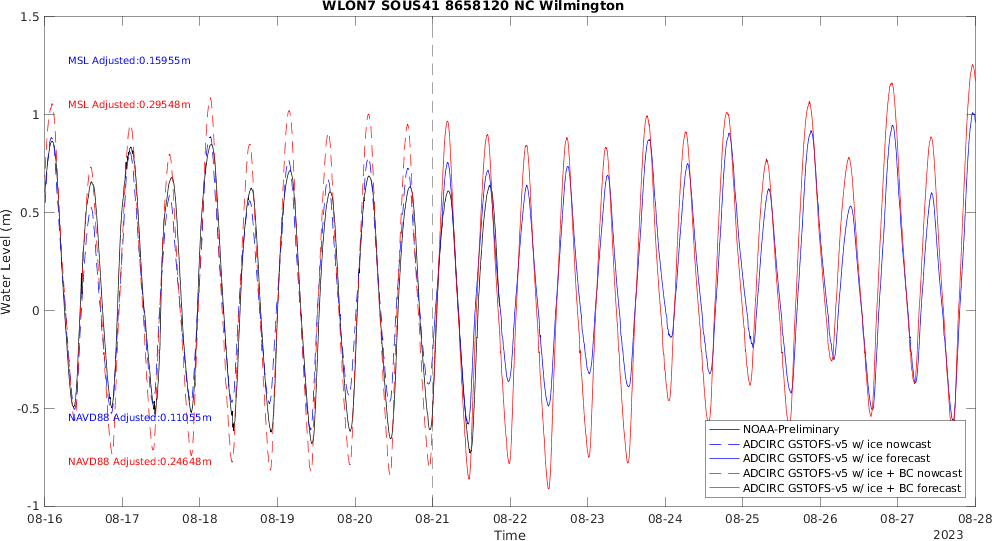 WLON7 SOUS41 8658120 NC Wilmington
1.5
MSL Adjusted:0.15955m
MSL Adjusted:0.29548m
1
0.5
Water Level (m)
0
-0.5
NAVD88 Adjusted:0.11055m
NAVD88 Adjusted:0.24648m
-1
NOAA-Preliminary
ADCIRC GSTOFS-v5 w/ ice nowcast
ADCIRC GSTOFS-v5 w/ ice forecast
ADCIRC GSTOFS-v5 w/ ice + BC nowcast
ADCIRC GSTOFS-v5 w/ ice + BC forecast
08-16 08-17 08-18 08-19 08-20 08-21 08-22 08-23 08-24 08-25 08-26 08-27 08-28
Time
2023